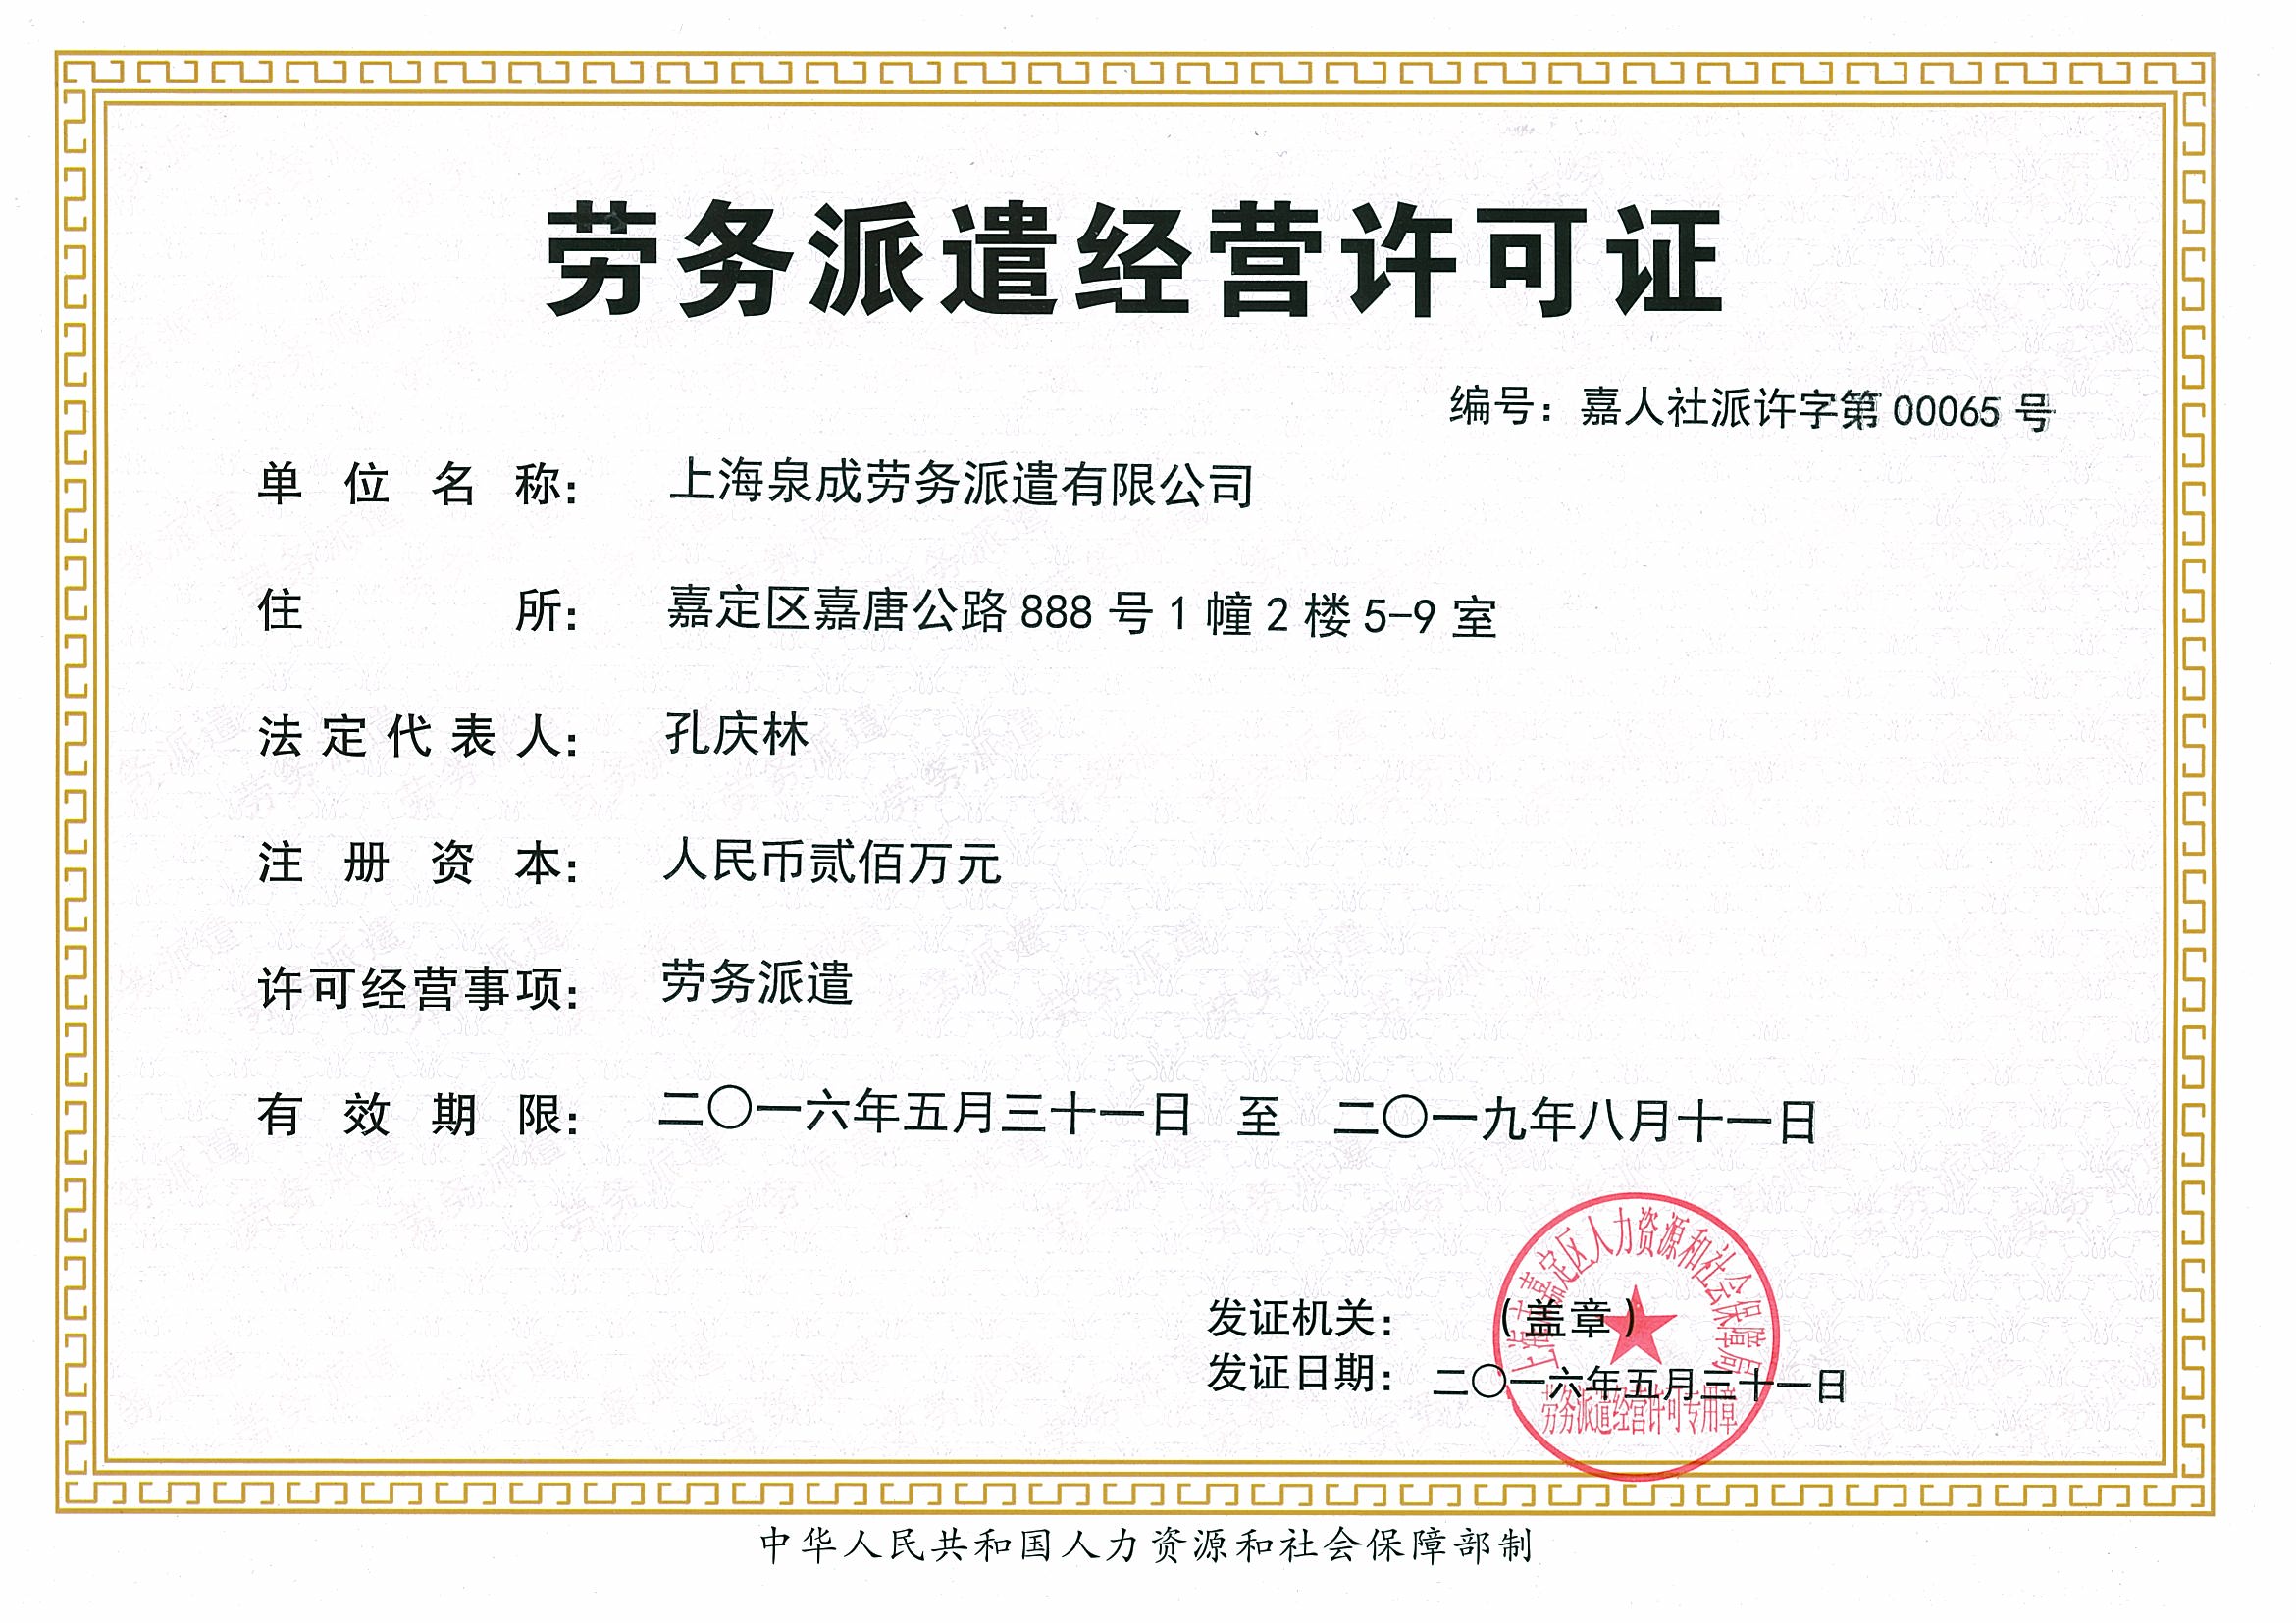 劳务派遣经营许可证
编号：嘉人社派许字第 00065 号
单位名称： 上海泉成劳务派遣有限公司
住所： 嘉定区嘉唐公路 888 号 1 幢 2 楼 5-9 室
法定代表人： 孔庆林
注册资本： 人民币贰佰万元
许可经营事项： 劳务派遣
有效期限： 二〇一六年五月三十一日 至 二〇一九年八月十一日
发证机关： （盖章）
发证日期： 二〇一六年五月三十一日
上海市嘉定区人力资源和社会保障局
劳务派遣经营许可专用章
中华人民共和国人力资源和社会保障部制